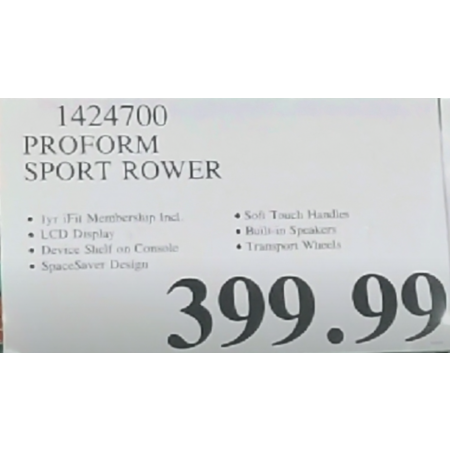 1424700
PROFORM
SPORT ROWER
• 1yr iFit Membership Incl.
• LCD Display
• Device Shelf on Console
• SpaceSaver Design
• Soft Touch Handles
• Built-in Speakers
• Transport Wheels
399.99